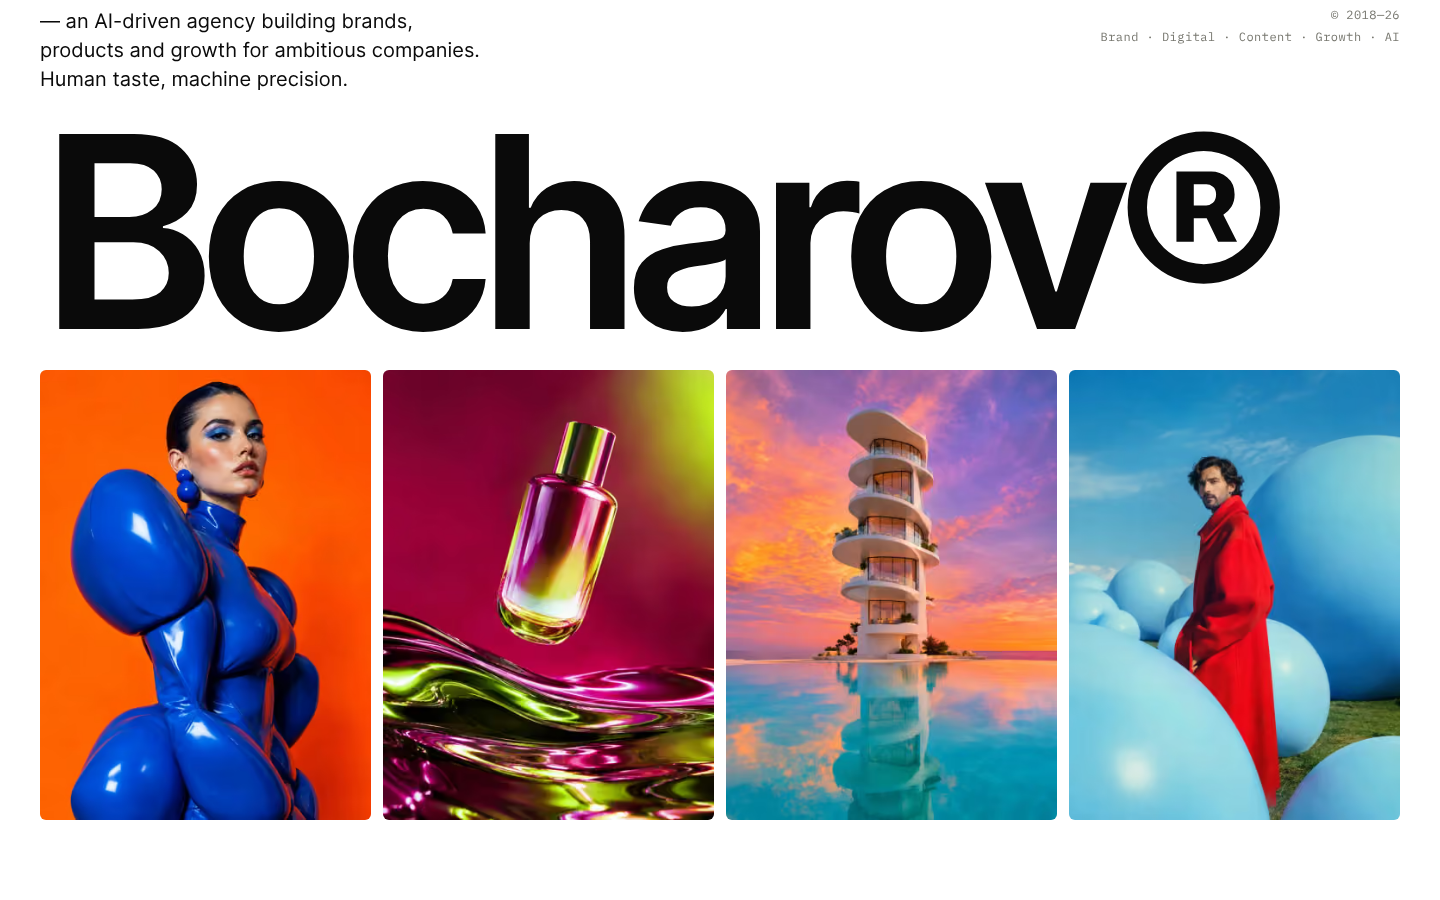 — an AI-driven agency building brands,
products and growth for ambitious companies.
Human taste, machine precision.
© 2018—26
Brand · Digital · Content · Growth · AI
Bocharov®